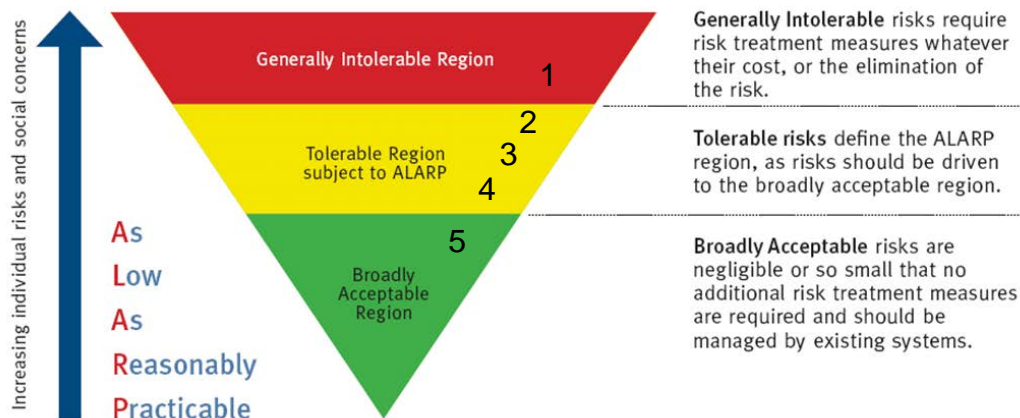 Increasing individual risks and social concerns
As
Low
As
Reasonably
Practicable
Generally Intolerable Region
1
2
Tolerable Region
subject to ALARP
3
4
5
Broadly
Acceptable
Region
Generally Intolerable risks require
risk treatment measures whatever
their cost, or the elimination of
the risk.
Tolerable risks define the ALARP
region, as risks should be driven
to the broadly acceptable region.
Broadly Acceptable risks are
negligible or so small that no
additional risk treatment measures
are required and should be
managed by existing systems.